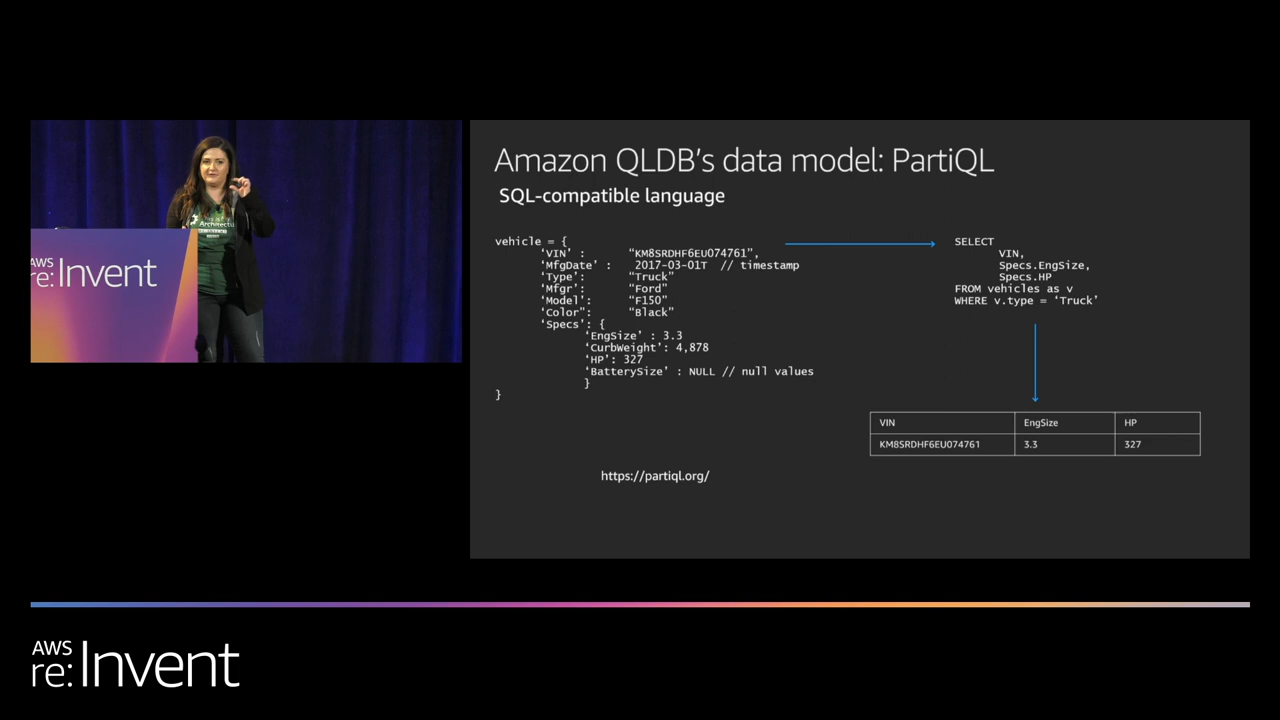 Amazon QLDB's data model: PartiQL
SQL-compatible language
vehicle = {
‘VIN’ : “KM8SRDHF6EU074761”,
‘MfgDate’ : 2017-03-01T // timestamp
‘Type’: “Truck”
‘Mfgr’: “Ford”
‘Model’: “F150”
‘Color”: “Black”
‘Specs’: {
‘EngSize’ : 3.3
‘CurbWeight’: 4,878
‘HP’: 327
‘BatterySize’ : NULL // null values
}
}
SELECT
VIN,
Specs.EngSize,
Specs.HP
FROM vehicles as v
WHERE v.type = ‘Truck’
VIN EngSize HP
KM8SRDHF6EU074761 3.3 327
https://partiql.org/
Architectu
AWS
re:Invent
AWS
re:Invent